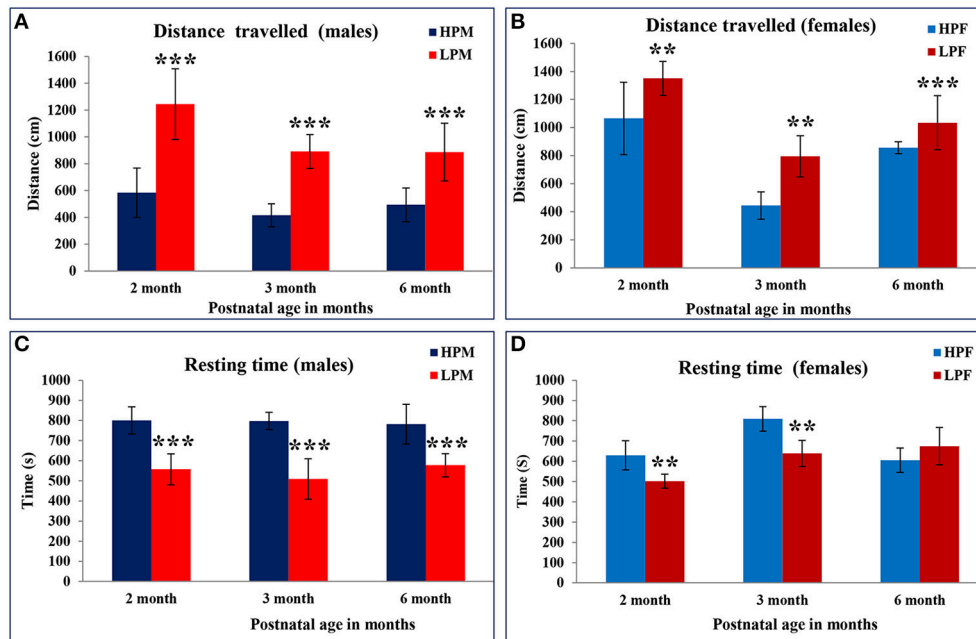 A
Distance travelled (males)
HPM
LPM
Distance (cm)
1600
1400
1200
1000
800
600
400
200
0
***
***
***
2 month
3 month
6 month
Postnatal age in months
B
Distance travelled (females)
HPF
LPF
Distance (cm)
1600
1400
1200
1000
800
600
400
200
0
**
**
***
2 month
3 month
6 month
Postnatal age in months
C
Resting time (males)
HPM
LPM
Time (s)
1000
900
800
700
600
500
400
300
200
100
0
***
***
***
2 month
3 month
6 month
Postnatal age in months
D
Resting time (females)
HPF
LPF
Time (S)
1000
900
800
700
600
500
400
300
200
100
0
**
**
2 month
3 month
6 month
Postnatal age in months